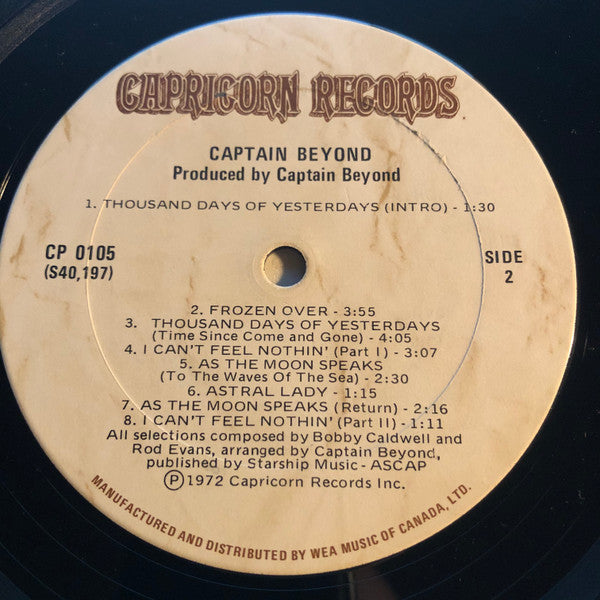 CAPRICORN RECORDS
CAPTAIN BEYOND
Produced by Captain Beyond
1. THOUSAND DAYS OF YESTERDAYS (INTRO) - 1:30
CP 0105
(S40,197)
SIDE
2
2. FROZEN OVER - 3:55
3. THOUSAND DAYS OF YESTERDAYS
(Time Since Come and Gone) - 4:05
4. I CAN'T FEEL NOTHIN' (Part I) - 3:07
5. AS THE MOON SPEAKS
(To The Waves Of The Sea) - 2:30
6. ASTRAL LADY - 1:15
7. AS THE MOON SPEAKS (Return) - 2:16
8. I CAN'T FEEL NOTHIN' (Part II) - 1:11
All selections composed by Bobby Caldwell and
Rod Evans, arranged by Captain Beyond,
published by Starship Music - ASCAP
Ⓟ 1972 Capricorn Records Inc.
MANUFACTURED AND DISTRIBUTED BY WEA MUSIC OF CANADA, LTD.